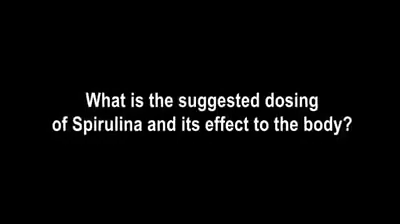 What is the suggested dosing
of Spirulina and its effect to the body?